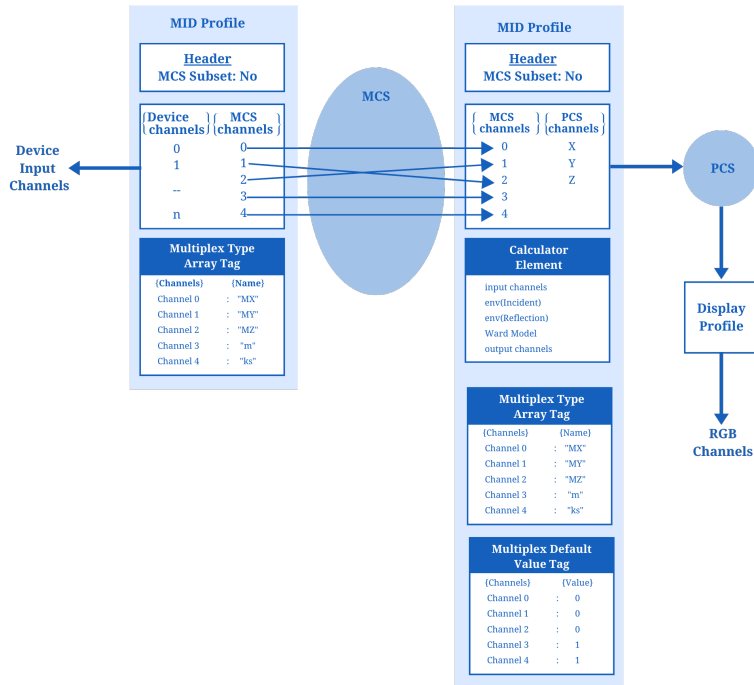 Device
Input
Channels
MID Profile
Header
MCS Subset: No
{Device channels} {MCS channels}
0 0
1 1
2
-- 3
n 4
Multiplex Type
Array Tag
{Channels} {Name}
Channel 0 : "MX"
Channel 1 : "MY"
Channel 2 : "MZ"
Channel 3 : "m"
Channel 4 : "ks"
MCS
MID Profile
Header
MCS Subset: No
{MCS channels} {PCS channels}
0 X
1 Y
2 Z
3
4
Calculator
Element
input channels
env(Incident)
env(Reflection)
Ward Model
output channels
Multiplex Type
Array Tag
{Channels} {Name}
Channel 0 : "MX"
Channel 1 : "MY"
Channel 2 : "MZ"
Channel 3 : "m"
Channel 4 : "ks"
Multiplex Default
Value Tag
{Channels} {Value}
Channel 0 : 0
Channel 1 : 0
Channel 2 : 0
Channel 3 : 1
Channel 4 : 1
PCS
Display
Profile
RGB
Channels